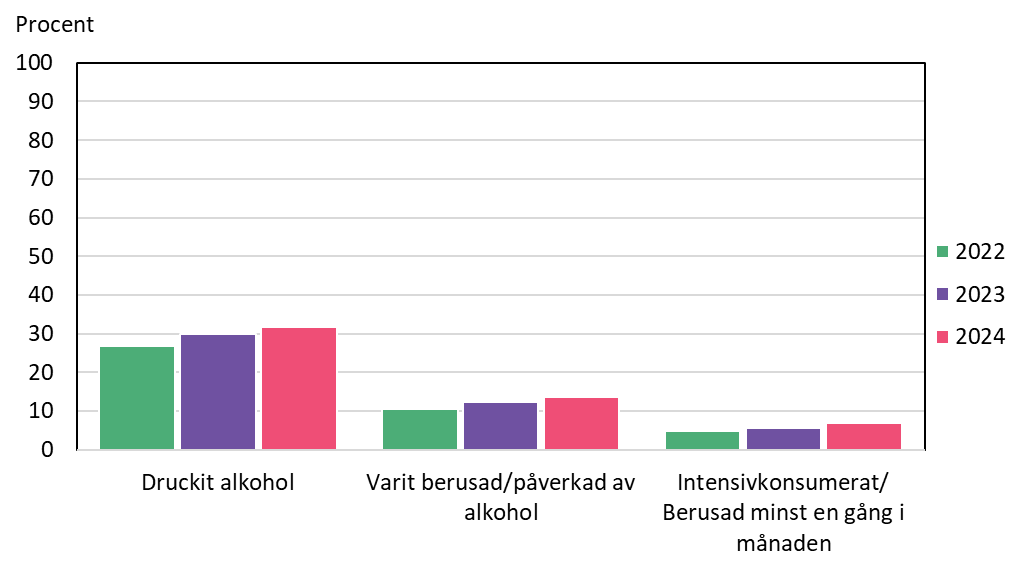 Procent
100
90
80
70
60
50
40
30
20
10
0
2022
2023
2024
Druckit alkohol
Varit berusad/påverkad av
alkohol
Intensivkonsumerat/
Berusad minst en gång i
månaden